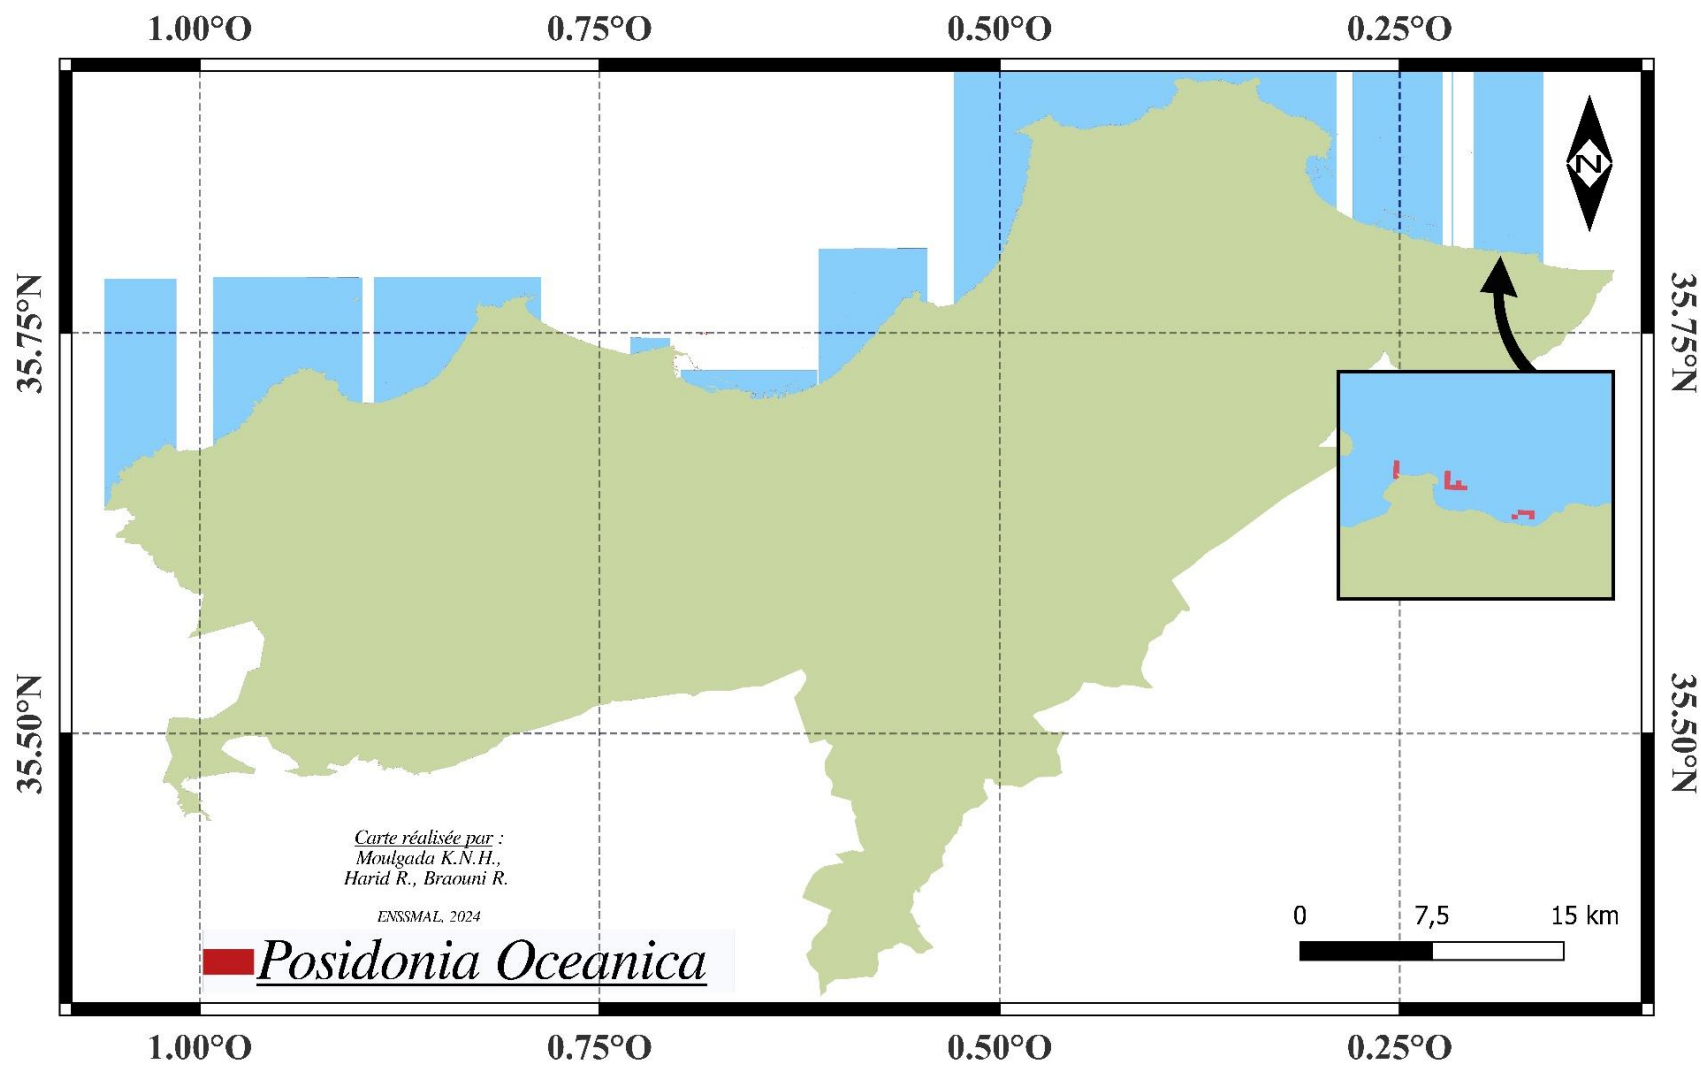 1.00°O 0.75°O 0.50°O 0.25°O
N
35.75°N
35.75°N
35.50°N
35.50°N
Carte réalisée par :
Moulgada K.N.H.,
Harid R., Braouni R.
ENSSMAL, 2024
Posidonia Oceanica
0 7,5 15 km
1.00°O 0.75°O 0.50°O 0.25°O